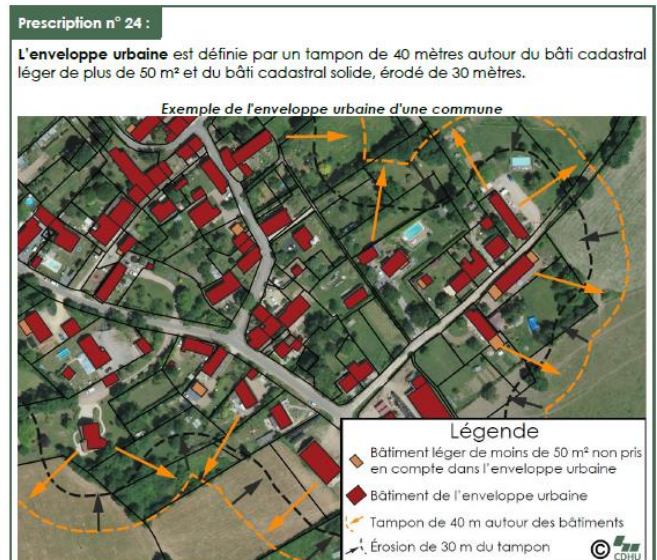 Prescription n° 24 :
L'enveloppe urbaine est définie par un tampon de 40 mètres autour du bâti cadastral
léger de plus de 50 m² et du bâti cadastral solide, érodé de 30 mètres.
Exemple de l'enveloppe urbaine d'une commune
Légende
Bâtiment léger de moins de 50 m² non pris
en compte dans l'enveloppe urbaine
Bâtiment de l'enveloppe urbaine
Tampon de 40 m autour des bâtiments
Érosion de 30 m du tampon
© CDHU